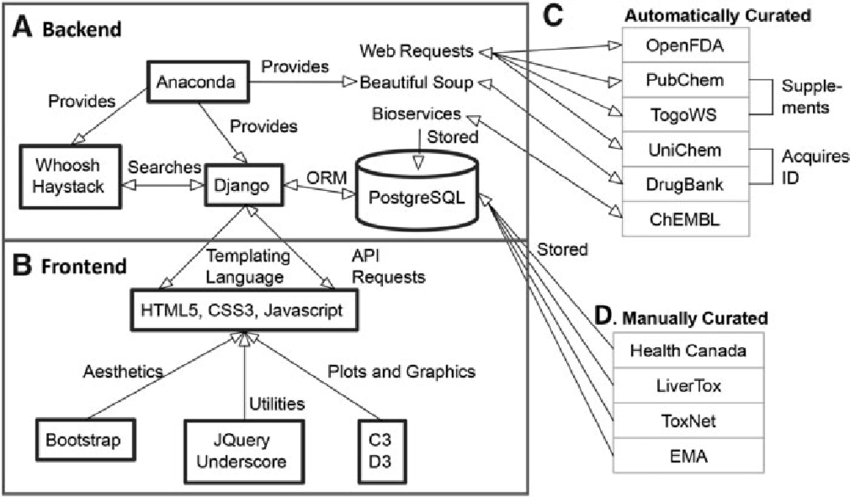 A Backend
Web Requests
Anaconda
Provides
Beautiful Soup
Provides
Bioservices
Provides
Stored
Whoosh
Haystack
Searches
Django
ORM
PostgreSQL
B Frontend
Templating
Language
API
Requests
HTML5, CSS3, Javascript
Aesthetics
Plots and Graphics
Utilities
Bootstrap
JQuery
Underscore
C3
D3
C
Automatically Curated
OpenFDA
PubChem
TogoWS
UniChem
DrugBank
ChEMBL
Supple-
ments
Acquires
ID
Stored
D. Manually Curated
Health Canada
LiverTox
ToxNet
EMA